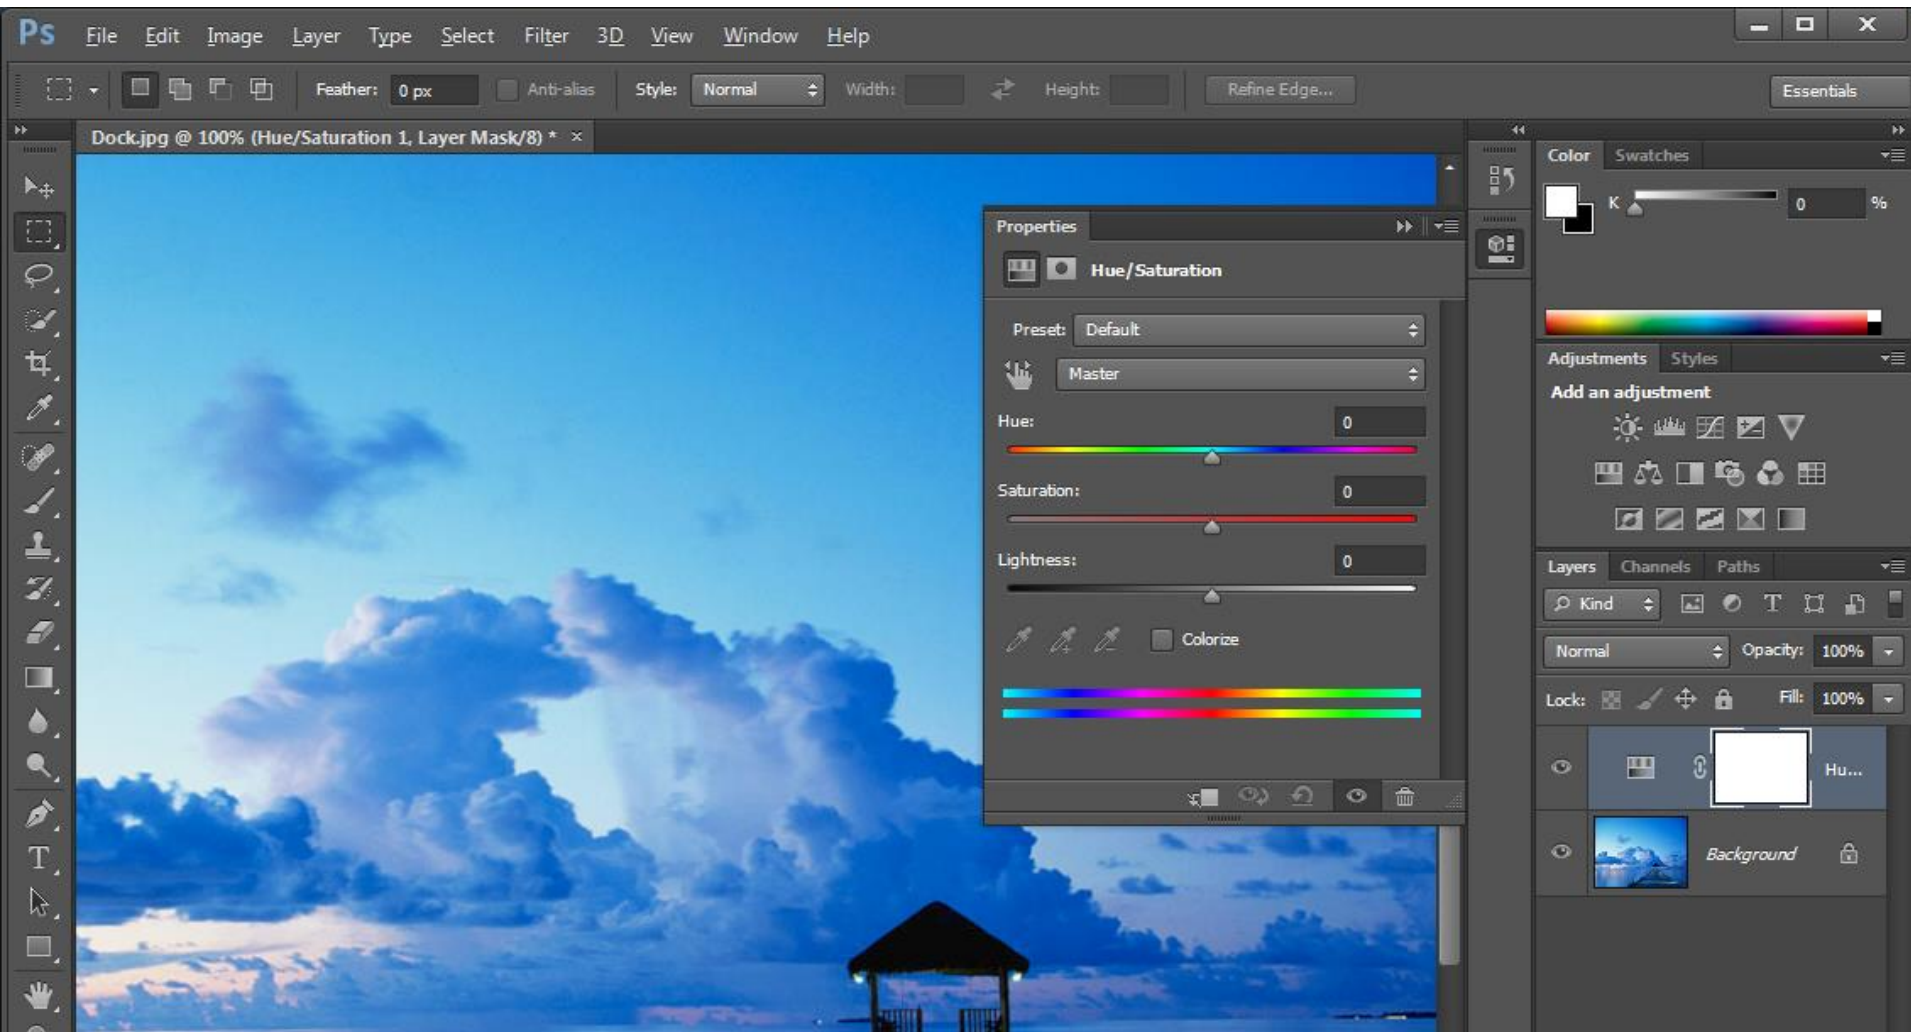 Ps File Edit Image Layer Type Select Filter 3D View Window Help
Feather: 0 px Anti-alias Style: Normal Width: Height: Refine Edge... Essentials
Dock.jpg @ 100% (Hue/Saturation 1, Layer Mask/8) * ×
Color Swatches
K 0 %
Properties
Hue/Saturation
Preset: Default
Master
Hue: 0
Saturation: 0
Lightness: 0
Colorize
Adjustments Styles
Add an adjustment
Layers Channels Paths
Kind T
Normal Opacity: 100%
Lock: Fill: 100%
Hu...
Background
T